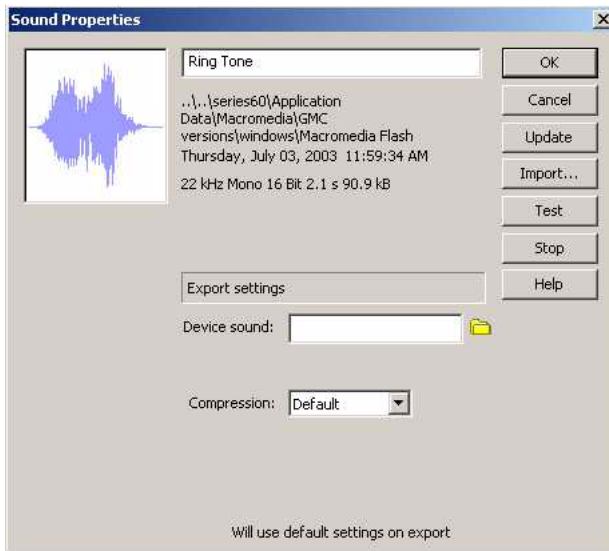 Sound Properties
Ring Tone
OK
..\..\series60\Application
Data\Macromedia\GMC
versions\windows\Macromedia Flash
Thursday, July 03, 2003 11:59:34 AM
22 kHz Mono 16 Bit 2.1 s 90.9 kB
Cancel
Update
Import...
Test
Stop
Help
Export settings
Device sound:
Compression: Default
Will use default settings on export